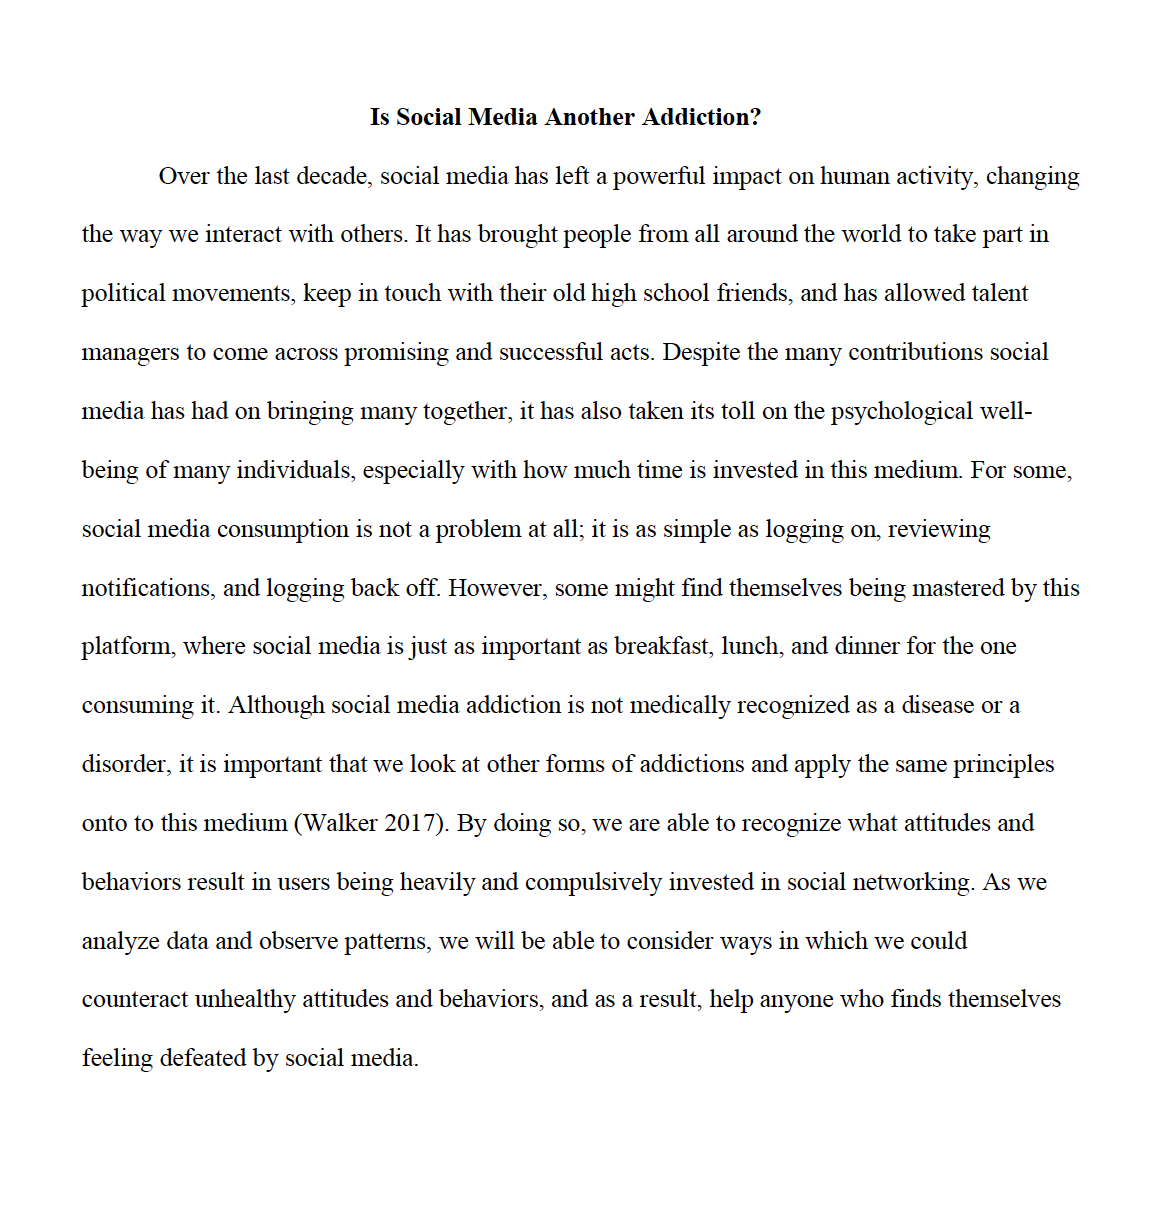 Is Social Media Another Addiction?
Over the last decade, social media has left a powerful impact on human activity, changing
the way we interact with others. It has brought people from all around the world to take part in
political movements, keep in touch with their old high school friends, and has allowed talent
managers to come across promising and successful acts. Despite the many contributions social
media has had on bringing many together, it has also taken its toll on the psychological well-
being of many individuals, especially with how much time is invested in this medium. For some,
social media consumption is not a problem at all; it is as simple as logging on, reviewing
notifications, and logging back off. However, some might find themselves being mastered by this
platform, where social media is just as important as breakfast, lunch, and dinner for the one
consuming it. Although social media addiction is not medically recognized as a disease or a
disorder, it is important that we look at other forms of addictions and apply the same principles
onto to this medium (Walker 2017). By doing so, we are able to recognize what attitudes and
behaviors result in users being heavily and compulsively invested in social networking. As we
analyze data and observe patterns, we will be able to consider ways in which we could
counteract unhealthy attitudes and behaviors, and as a result, help anyone who finds themselves
feeling defeated by social media.